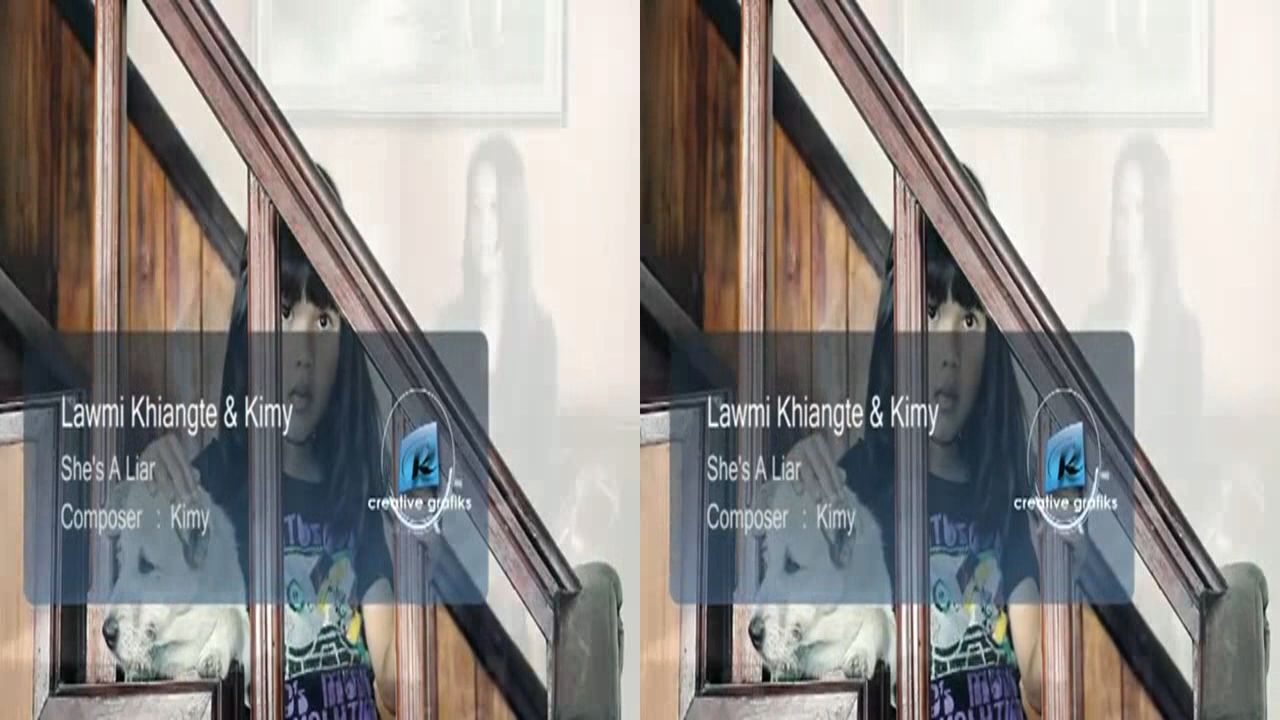 Lawmi Khiangte & Kimy
She's A Liar
Composer : Kimy
creative grafiks
Lawmi Khiangte & Kimy
She's A Liar
Composer : Kimy
creative grafiks